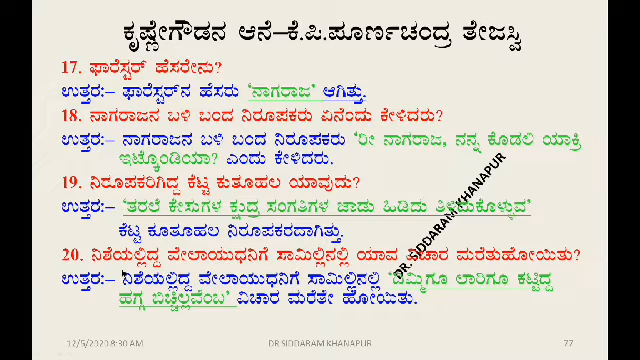 ಕೃಷ್ಣೇಗೌಡನ ಆನೆ–ಕೆ.ಪಿ.ಪೂರ್ಣಚಂದ್ರ ತೇಜಸ್ವಿ
17. ಫಾರೆಸ್ಟರ್ ಹೆಸರೇನು?
ಉತ್ತರ:– ಫಾರೆಸ್ಟರ್‌ನ ಹೆಸರು 'ನಾಗರಾಜ' ಆಗಿತ್ತು.
18. ನಾಗರಾಜನ ಬಳಿ ಬಂದ ನಿರೂಪಕರು ಏನೆಂದು ಕೇಳಿದರು?
ಉತ್ತರ:– ನಾಗರಾಜನ ಬಳಿ ಬಂದ ನಿರೂಪಕರು 'ರೀ ನಾಗರಾಜ, ನನ್ನ ಕೊಡಲಿ ಯಾಕ್ರಿ
ಇಟ್ಕೊಂಡಿಯಾ? ಎಂದು ಕೇಳಿದರು.
19. ನಿರೂಪಕರಿಗಿದ್ದ ಕೆಟ್ಟ ಕುತೂಹಲ ಯಾವುದು?
ಉತ್ತರ:– 'ತರಲೆ ಕೇಸುಗಳ ಕ್ಷುದ್ರ ಸಂಗತಿಗಳ ಜಾಡು ಹಿಡಿದು ತಿಳಿದುಕೊಳ್ಳುವ'
ಕೆಟ್ಟ ಕೂತೂಹಲ ನಿರೂಪಕರದಾಗಿತ್ತು.
20. ನಿಶೆಯಲ್ಲಿದ್ದ ವೇಲಾಯುಧನಿಗೆ ಸಾಮಿಲ್ಲಿನಲ್ಲಿ ಯಾವ ವಿಚಾರ ಮರೆತುಹೋಯಿತು?
ಉತ್ತರ:– ನಿಶೆಯಲ್ಲಿದ್ದ ವೇಲಾಯುಧನಿಗೆ ಸಾಮಿಲ್ಲಿನಲ್ಲಿ 'ದಿಮ್ಮಿಗೂ ಲಾರಿಗೂ ಕಟ್ಟಿದ್ದ
ಹಗ್ಗ ಬಿಚ್ಚಿಲ್ಲವೆಂಬ' ವಿಚಾರ ಮರೆತೇ ಹೋಯಿತು.
DR. SIDDARAM KHANAPUR
12/5/2020 8:30 AM
DR SIDDARAM KHANAPUR
77